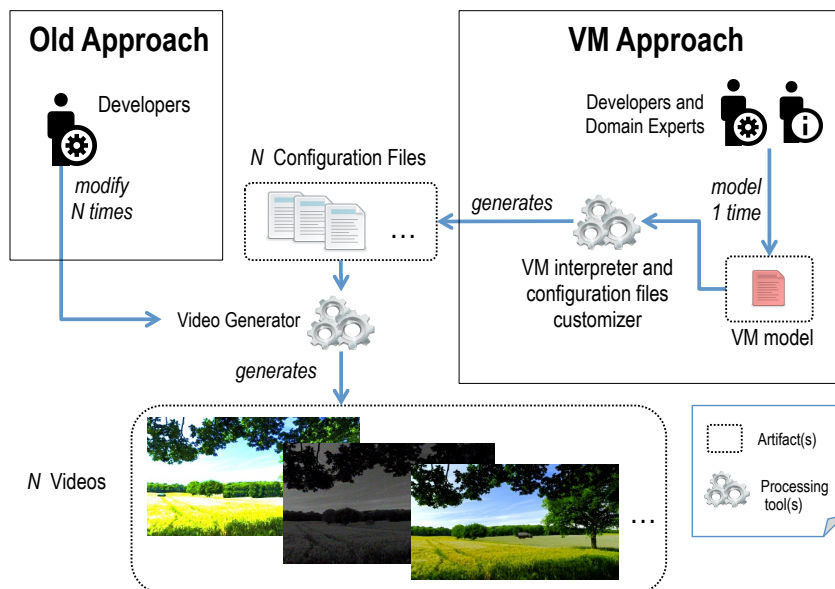 Old Approach
Developers
modify
N times
VM Approach
Developers and
Domain Experts
model
1 time
N Configuration Files
...
generates
VM interpreter and
configuration files
customizer
VM model
Video Generator
generates
N Videos
...
Artifact(s)
Processing
tool(s)